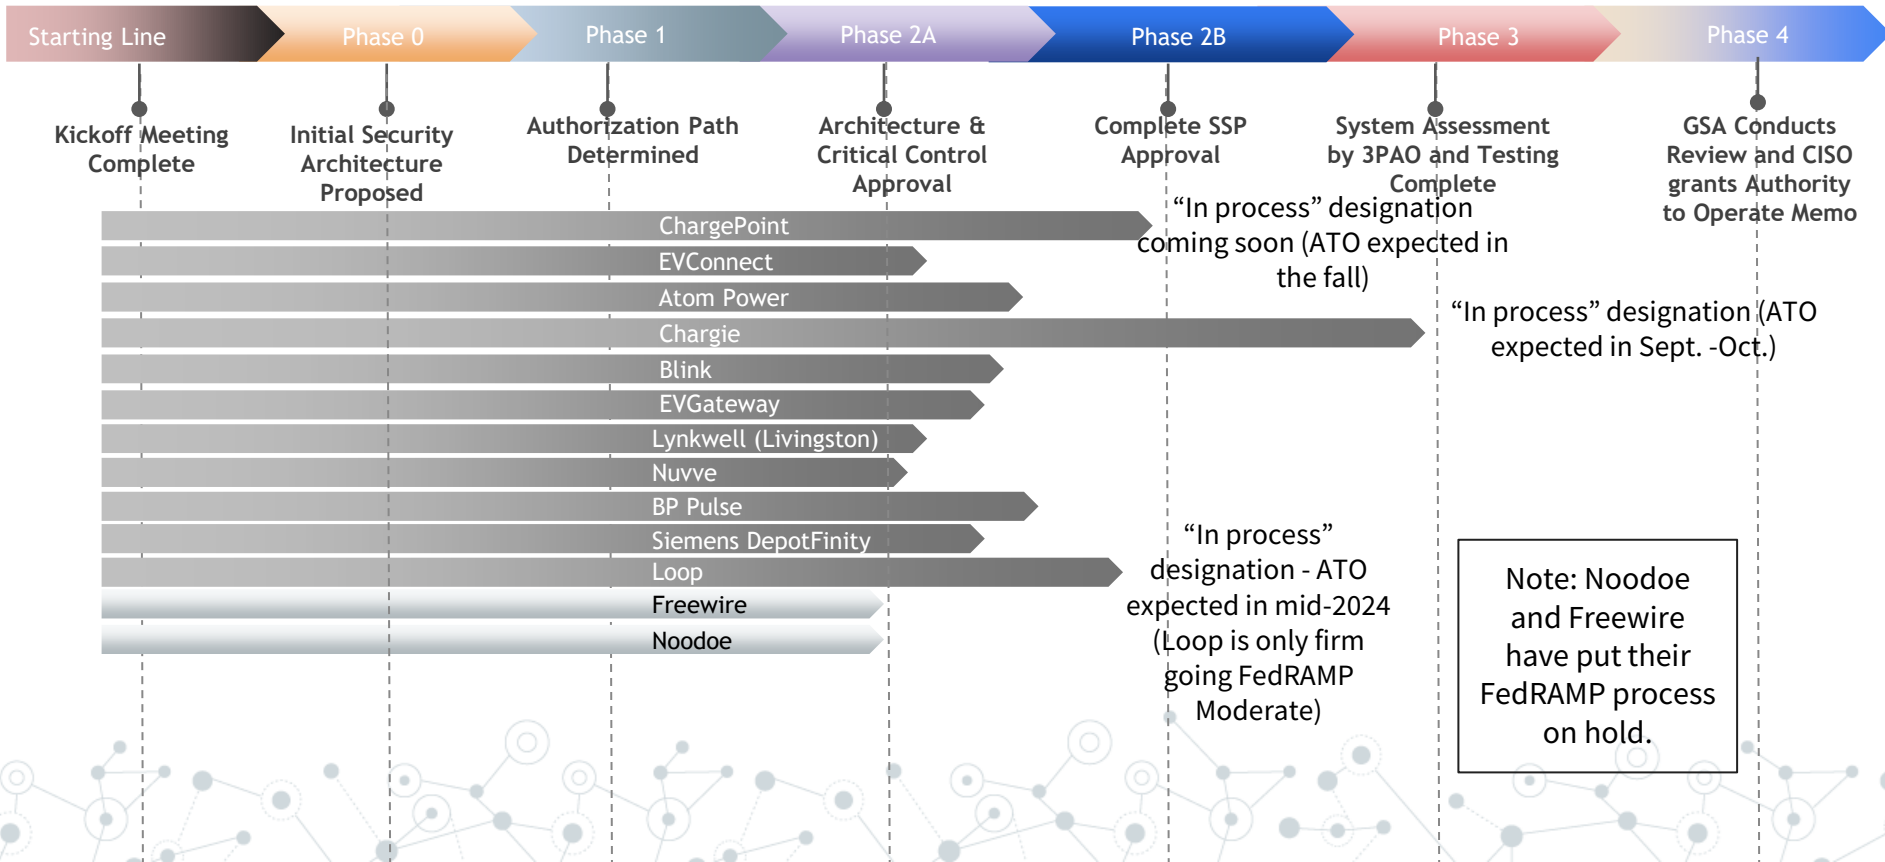 Starting Line
Phase 0
Phase 1
Phase 2A
Phase 2B
Phase 3
Phase 4
Kickoff Meeting
Complete
Initial Security
Architecture
Proposed
Authorization Path
Determined
Architecture &
Critical Control
Approval
Complete SSP
Approval
System Assessment
by 3PAO and Testing
Complete
GSA Conducts
Review and CISO
grants Authority
to Operate Memo
ChargePoint
“In process” designation
coming soon (ATO expected in
the fall)
EVConnect
Atom Power
Chargie
“In process” designation (ATO
expected in Sept. -Oct.)
Blink
EVGateway
Lynkwell (Livingston)
Nuvve
BP Pulse
Siemens DepotFinity
Loop
“In process”
designation - ATO
expected in mid-2024
(Loop is only firm
going FedRAMP
Moderate)
Freewire
Noodoe
Note: Noodoe
and Freewire
have put their
FedRAMP process
on hold.